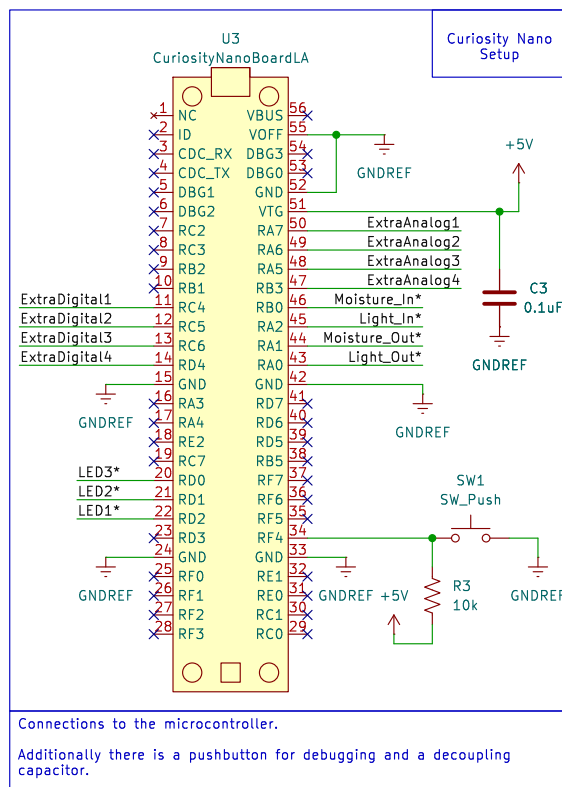 Curiosity Nano
Setup
U3
CuriosityNanoBoardLA
1 NC VBUS 56
2 ID VOFF 55
3 CDC_RX DBG3 54
4 CDC_TX DBG0 53
5 DBG1 GND 52
6 DBG2 VTG 51
7 RC2 RA7 50 ExtraAnalog1
8 RC3 RA6 49 ExtraAnalog2
9 RB2 RA5 48 ExtraAnalog3
10 RB1 RB3 47 ExtraAnalog4
ExtraDigital1 11 RC4 RB0 46 Moisture_In*
ExtraDigital2 12 RC5 RA2 45 Light_In*
ExtraDigital3 13 RC6 RA1 44 Moisture_Out*
ExtraDigital4 14 RD4 RA0 43 Light_Out*
15 GND GND 42
16 RA3 RD7 41
17 RA4 RD6 40
18 RE2 RD5 39
19 RC7 RB5 38
LED3* 20 RD0 RF7 37
LED2* 21 RD1 RF6 36
LED1* 22 RD2 RF5 35
23 RD3 RF4 34
24 GND GND 33
25 RF0 RE1 32
26 RF1 RE0 31
27 RF2 RC1 30
28 RF3 RC0 29
GNDREF
+5V
C3
0.1uF
GNDREF
GNDREF
GNDREF
SW1
SW_Push
GNDREF
GNDREF
+5V
R3
10k
GNDREF
Connections to the microcontroller.
Additionally there is a pushbutton for debugging and a decoupling
capacitor.